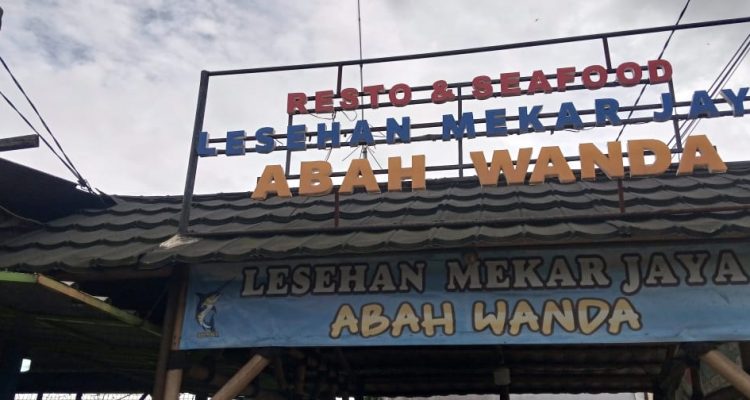 RESTO & SEAFOOD
LESEHAN MEKAR JAYA
ABAH WANDA
LESEHAN MEKAR JAYA
ABAH WANDA